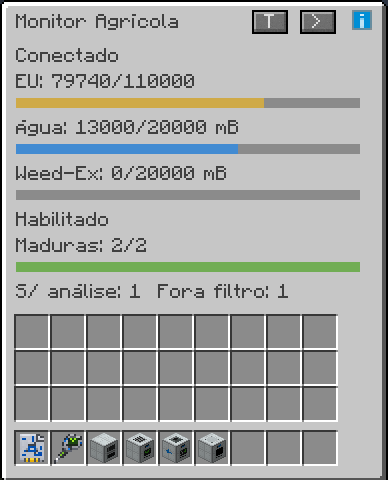 Monitor Agrícola T > i
Conectado
EU: 79740/110000
Água: 13000/20000 mB
Weed-Ex: 0/20000 mB
Habilitado
Maduras: 2/2
S/ análise: 1 Fora filtro: 1